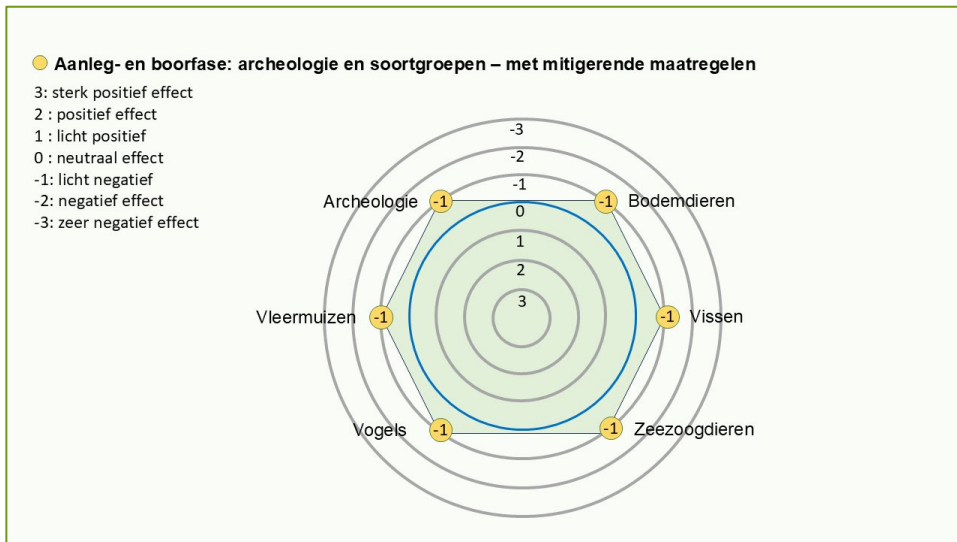 Aanleg- en boorfase: archeologie en soortgroepen – met mitigerende maatregelen
3: sterk positief effect
2 : positief effect
1 : licht positief
0 : neutraal effect
-1: licht negatief
-2: negatief effect
-3: zeer negatief effect
-3
-2
-1
Archeologie -1 -1 Bodemdieren
0
1
2
3
Vleermuizen -1 -1 Vissen
Vogels -1 -1 Zeezoogdieren